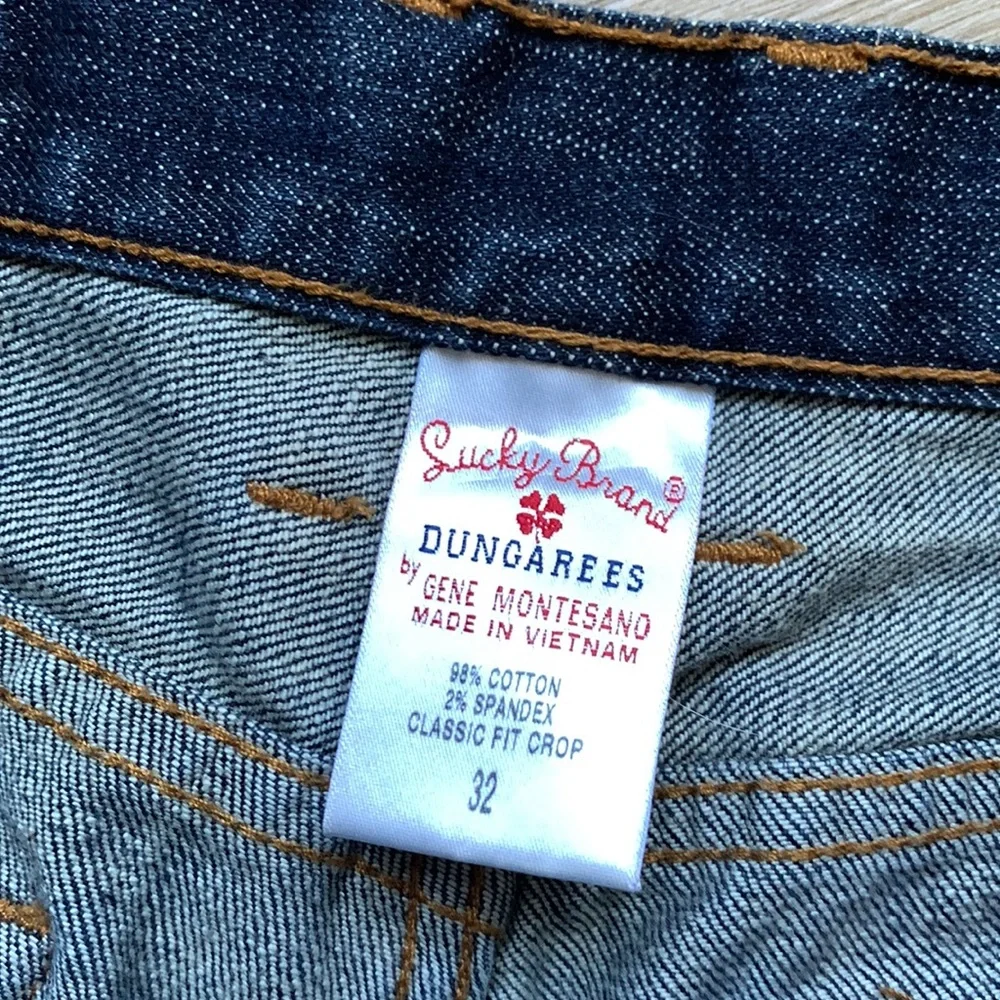 Lucky Brand®
DUNGAREES
by GENE MONTESANO
MADE IN VIETNAM
98% COTTON
2% SPANDEX
CLASSIC FIT CROP
32